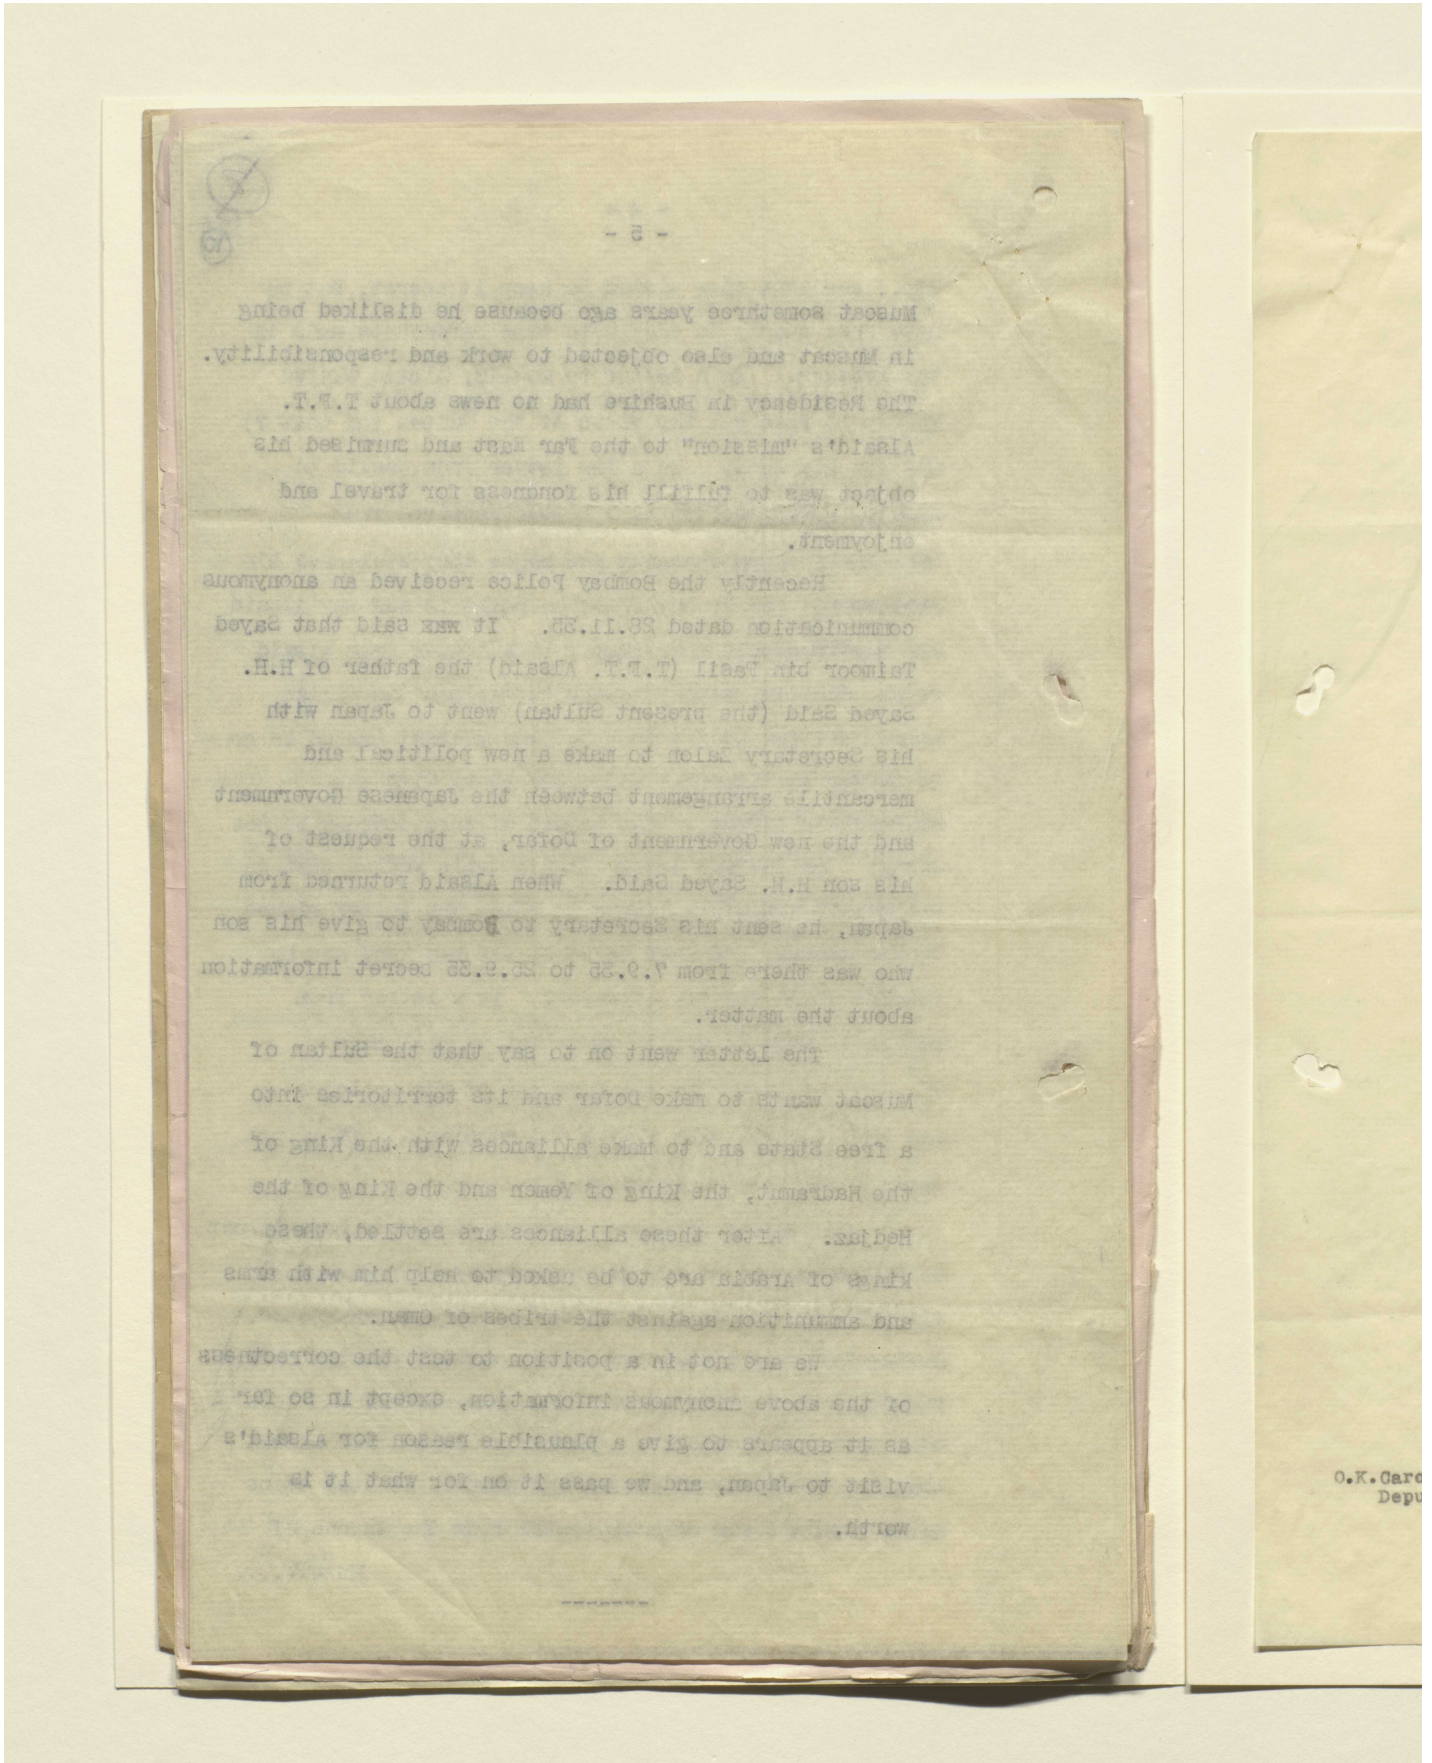 - 5 -
Muscat somethree years ago because he disliked being
in Muscat and also objected to work and responsibility.
The Residency in Bushire had no news about T.F.T.
Alsaid's "mission" to the Far East and surmised his
object was to fulfill his fondness for travel and
enjoyment.
Recently the Bombay Police received an anonymous
communication dated 28.11.35. It was said that Sayed
Taimoor bin Fasil (T.F.T. Alsaid) the father of H.H.
Sayed Said (the present Sultan) went to Japan with
his Secretary Zalon to make a new political and
mercantile arrangement between the Japanese Government
and the new Government of Dofar, at the request of
his son H.H. Sayed Said. When Alsaid returned from
Japan, he sent his Secretary to Bombay to give his son
who was there from 7.9.35 to 25.9.35 secret information
about the matter.
The letter went on to say that the Sultan of
Muscat wants to make Dofar and its territories into
a free State and to make alliances with the King of
the Hadramut, the King of Yemen and the King of the
Hedjaz. After these alliances are settled, these
kings of Arabia are to be asked to help him with arms
and ammunition against the tribes of Oman.
We are not in a position to test the correctness
of the above anonymous information, except in so far
as it appears to give a plausible reason for Alsaid's
visit to Japan, and we pass it on for what it is
worth.
-------
O.K.Caro
Depu